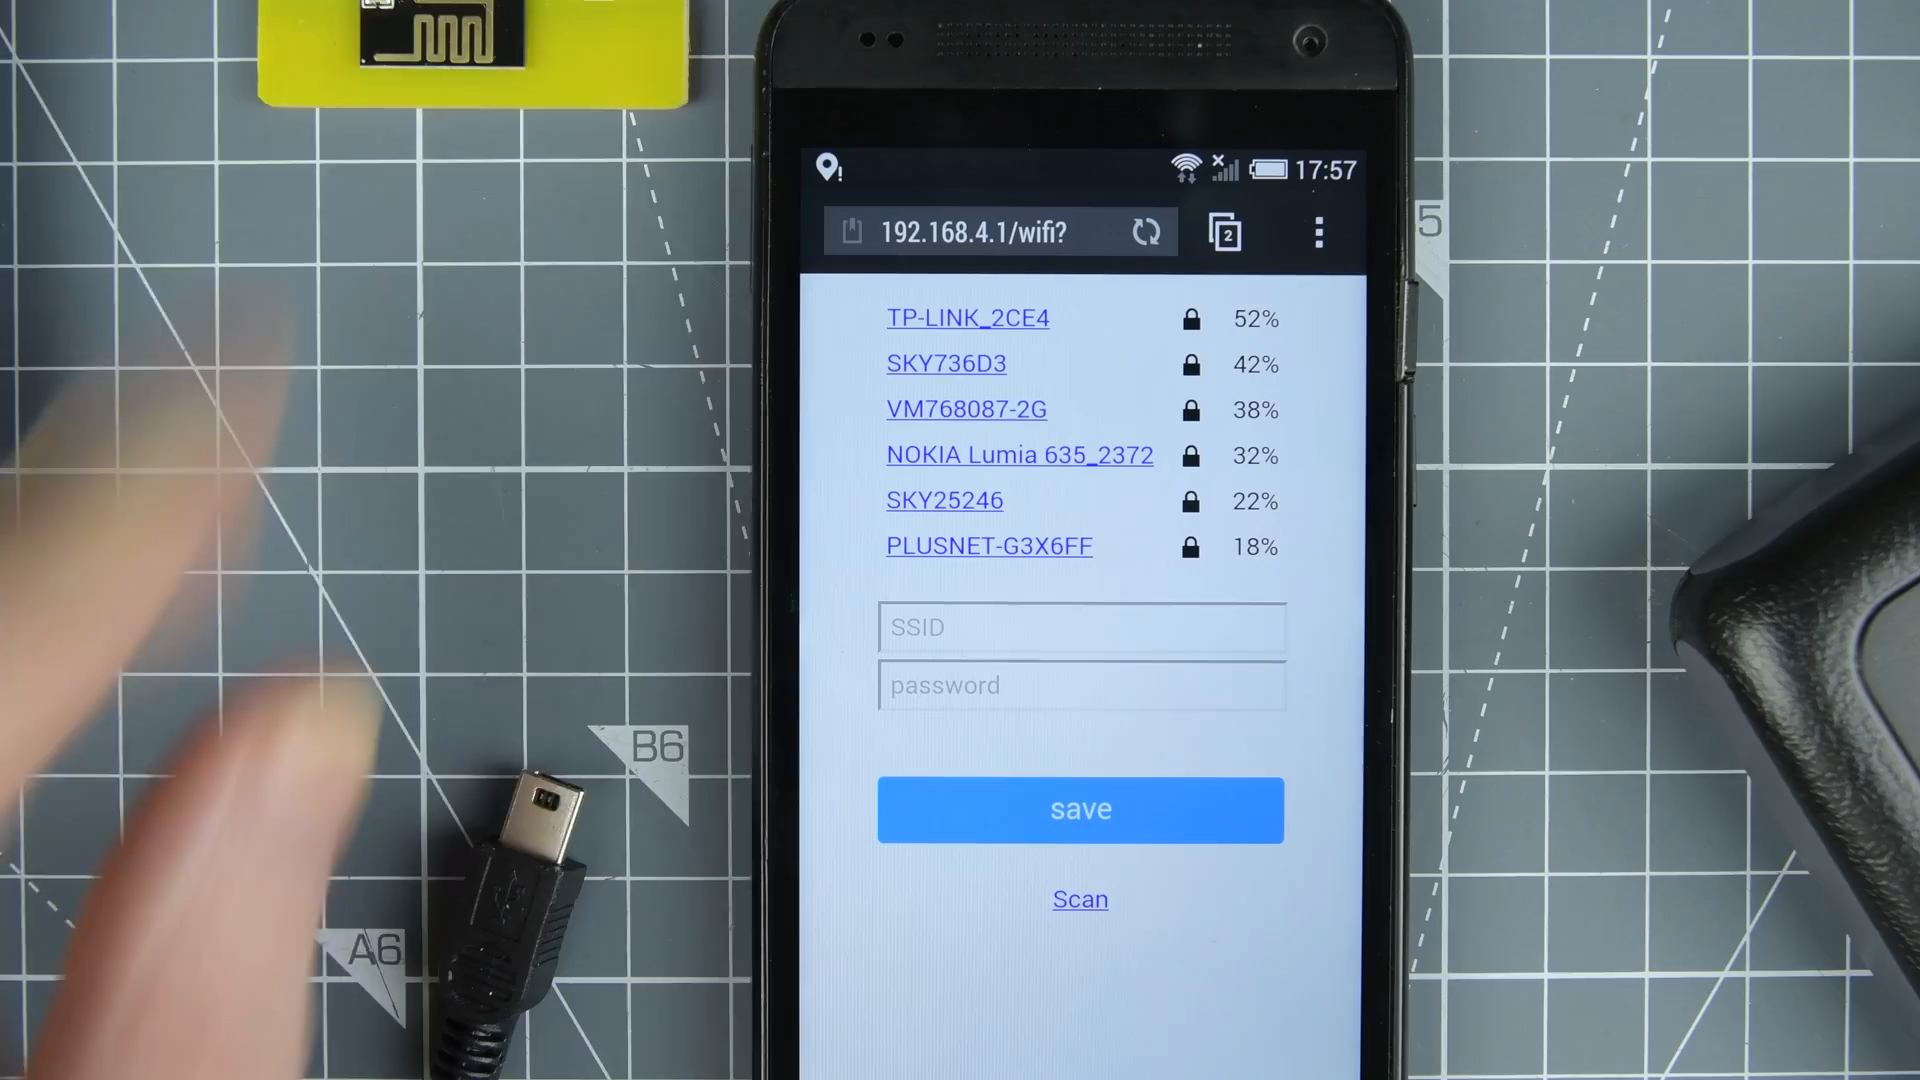 17:57
192.168.4.1/wifi?
2
5
TP-LINK_2CE4 52%
SKY736D3 42%
VM768087-2G 38%
NOKIA Lumia 635_2372 32%
SKY25246 22%
PLUSNET-G3X6FF 18%
SSID
password
B6
save
Scan
A6